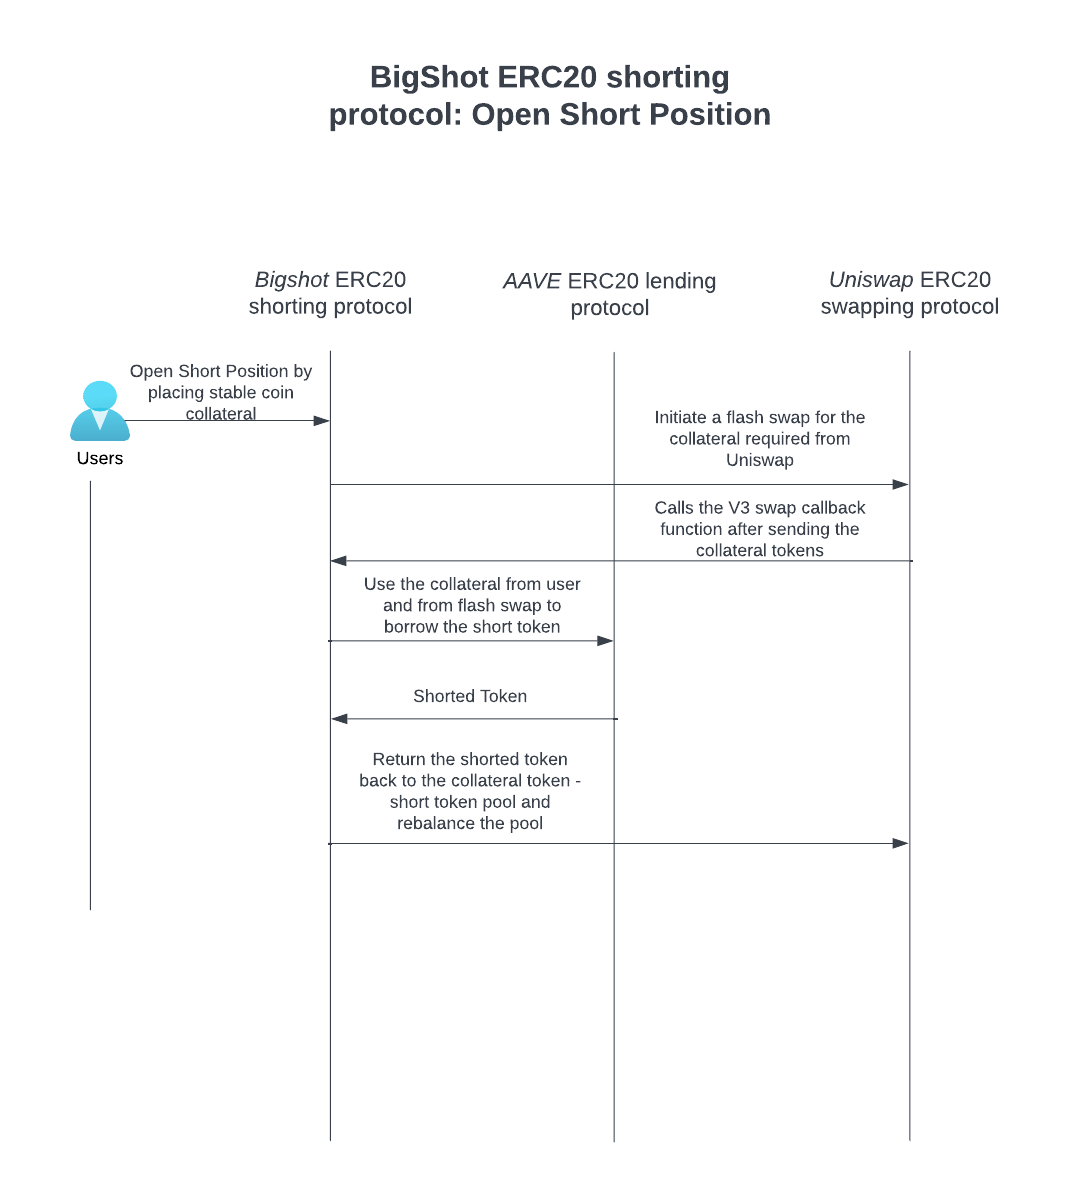 BigShot ERC20 shorting
protocol: Open Short Position
Bigshot ERC20
shorting protocol
AAVE ERC20 lending
protocol
Uniswap ERC20
swapping protocol
Open Short Position by
placing stable coin
collateral
Users
Initiate a flash swap for the
collateral required from
Uniswap
Calls the V3 swap callback
function after sending the
collateral tokens
Use the collateral from user
and from flash swap to
borrow the short token
Shorted Token
Return the shorted token
back to the collateral token -
short token pool and
rebalance the pool